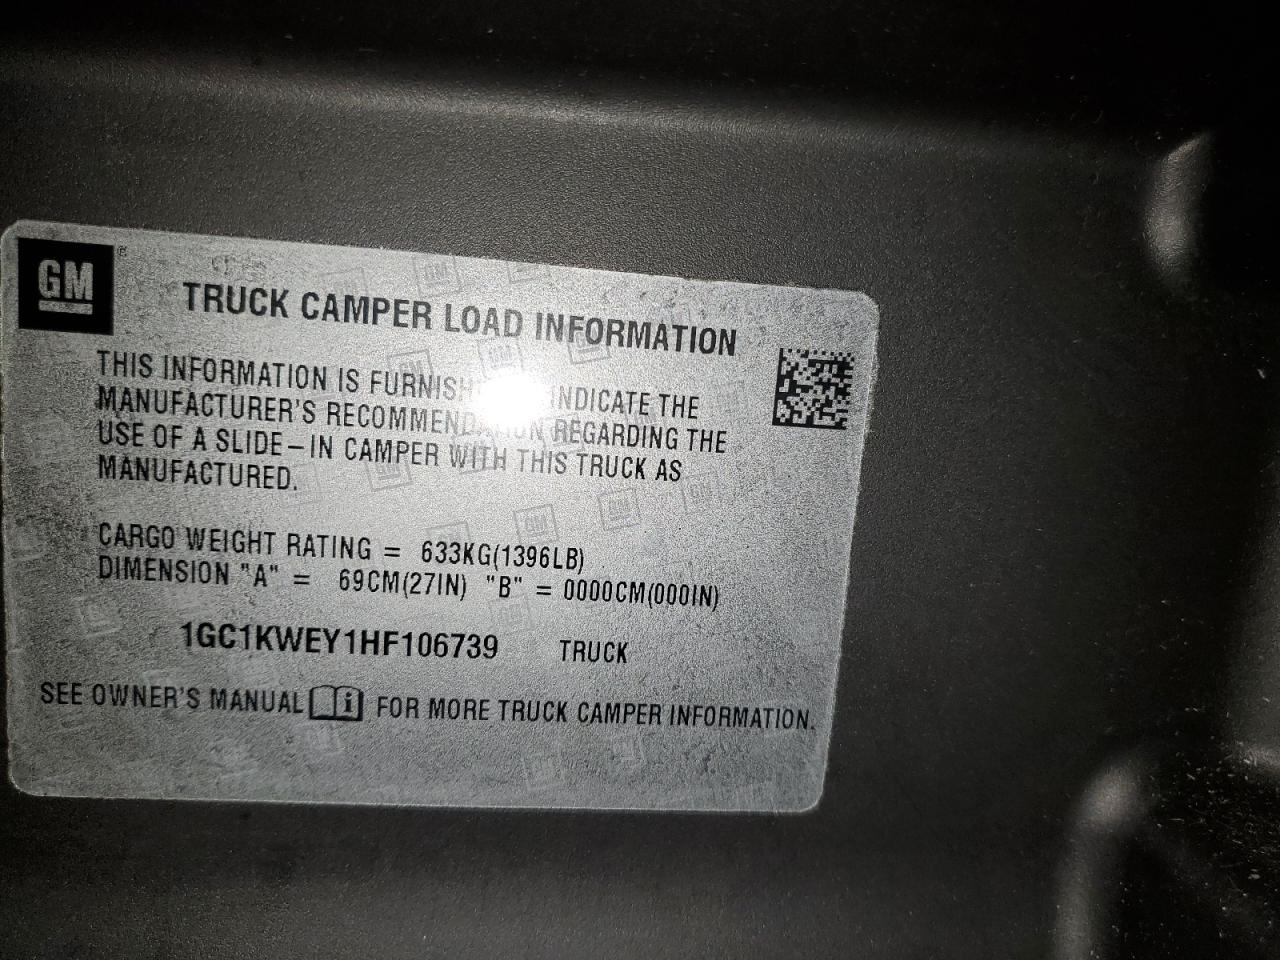 GM
TRUCK CAMPER LOAD INFORMATION
THIS INFORMATION IS INDICATE THE
MANUFACTURER'S RECOMMENDATION REGARDING THE
USE OF A SLIDE-IN CAMPER WITH THIS TRUCK AS
MANUFACTURED.
CARGO WEIGHT RATING = 633KG(1396LB)
DIMENSION "A" = 69CM(27IN) "B" = 0000CM(000IN)
1GC1KWEY1HF106739 TRUCK
SEE OWNER'S MANUAL FOR MORE TRUCK CAMPER INFORMATION.